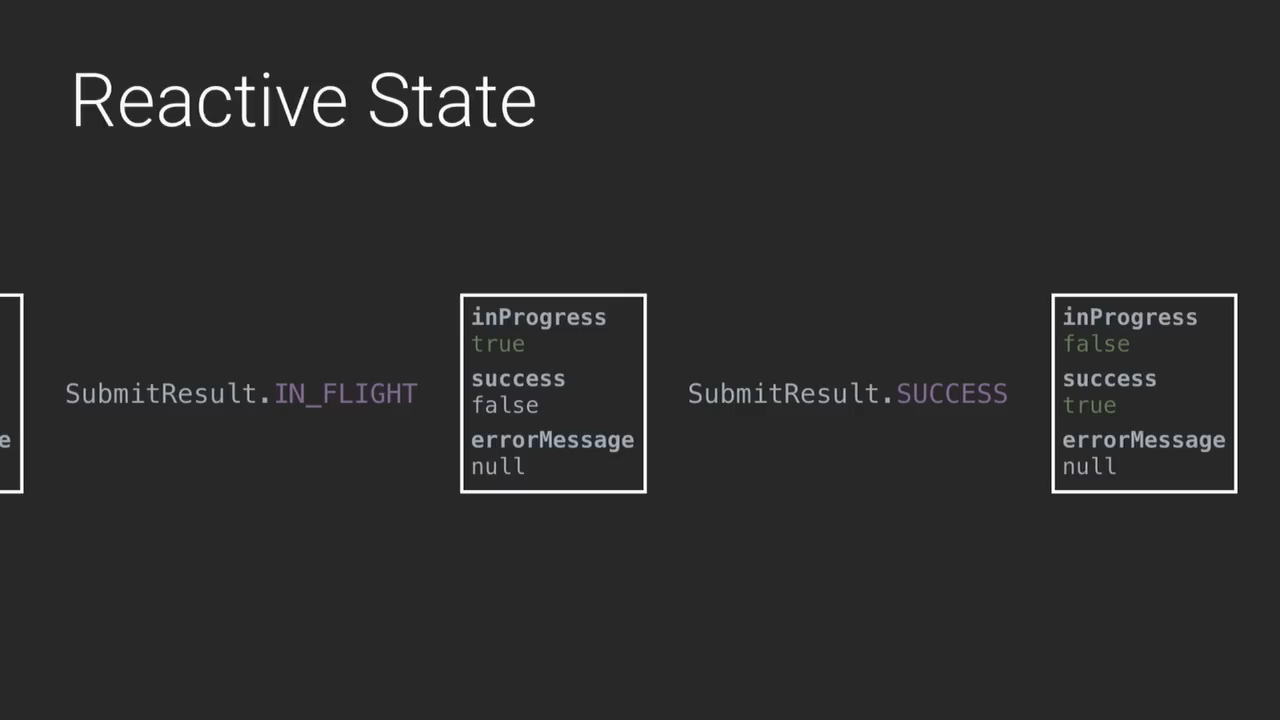 Reactive State
e
SubmitResult.IN_FLIGHT
inProgress
true
success
false
errorMessage
null
SubmitResult.SUCCESS
inProgress
false
success
true
errorMessage
null